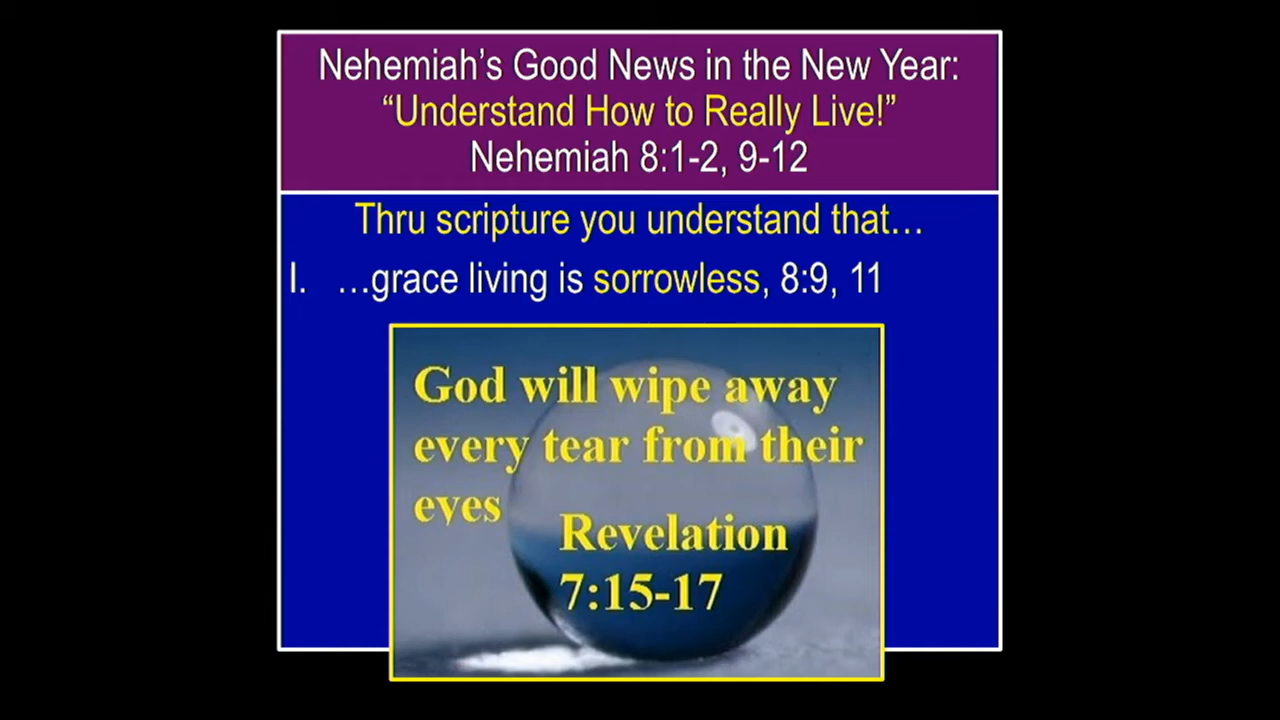 Nehemiah’s Good News in the New Year:
“Understand How to Really Live!”
Nehemiah 8:1-2, 9-12
Thru scripture you understand that…
I. …grace living is sorrowless, 8:9, 11
God will wipe away
every tear from their
eyes
Revelation
7:15-17